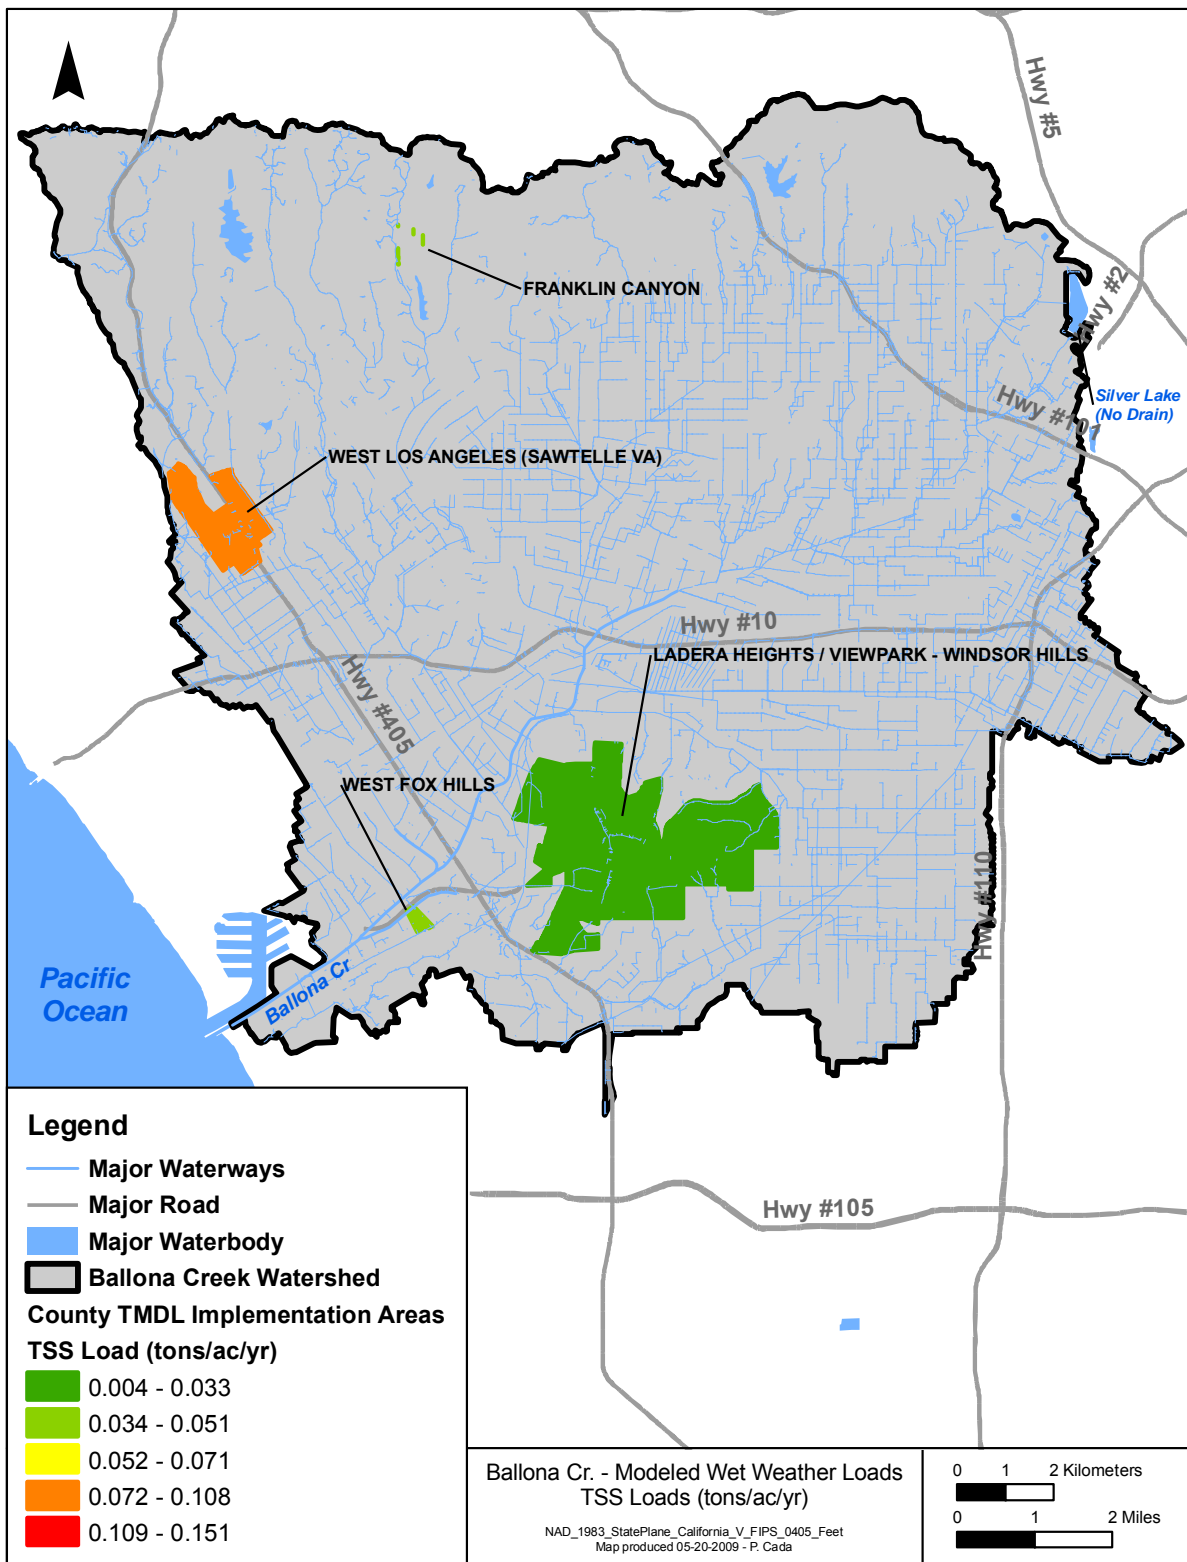 Hwy #5
Hwy #2
FRANKLIN CANYON
Silver Lake
(No Drain)
Hwy #101
WEST LOS ANGELES (SAWTELLE VA)
Hwy #10
LADERA HEIGHTS / VIEWPARK - WINDSOR HILLS
Hwy #405
WEST FOX HILLS
Hwy #110
Pacific
Ocean
Ballona Cr
Legend
Major Waterways
Major Road
Major Waterbody
Ballona Creek Watershed
County TMDL Implementation Areas
TSS Load (tons/ac/yr)
0.004 - 0.033
0.034 - 0.051
0.052 - 0.071
0.072 - 0.108
0.109 - 0.151
Hwy #105
Ballona Cr. - Modeled Wet Weather Loads
TSS Loads (tons/ac/yr)
NAD_1983_StatePlane_California_V_FIPS_0405_Feet
Map produced 05-20-2009 - P. Cada
0 1 2 Kilometers
0 1 2 Miles